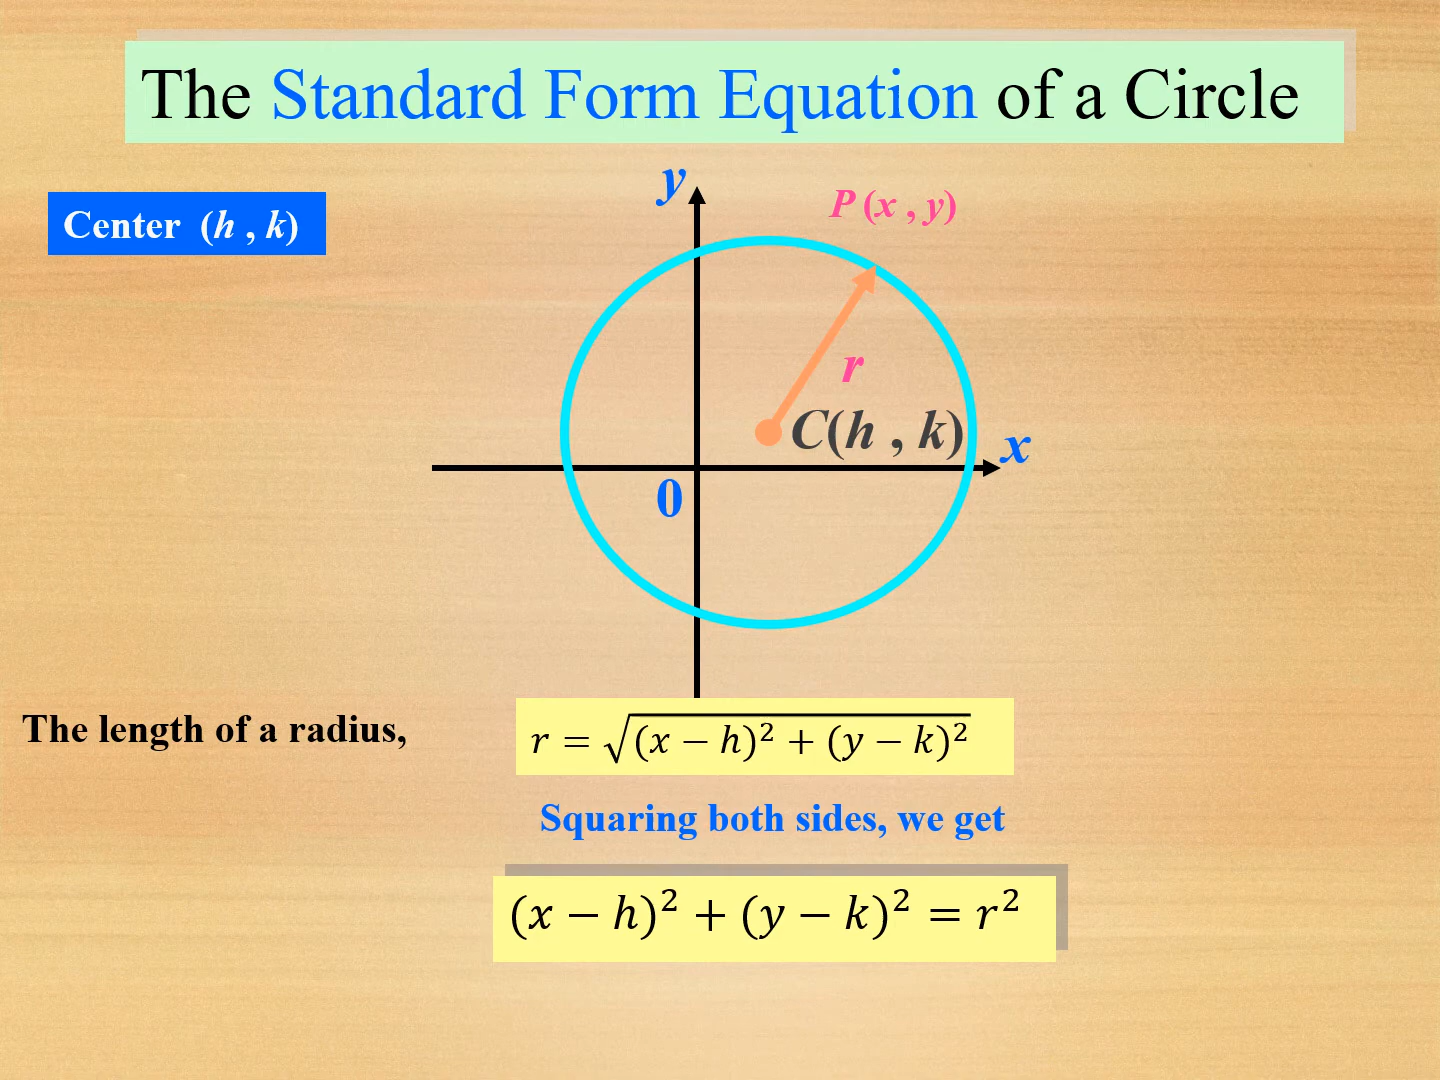 The Standard Form Equation of a Circle
Center (h , k)
y
P (x , y)
r
C(h , k)
x
0
The length of a radius,
r = √(x − h)² + (y − k)²
Squaring both sides, we get
(x − h)² + (y − k)² = r²